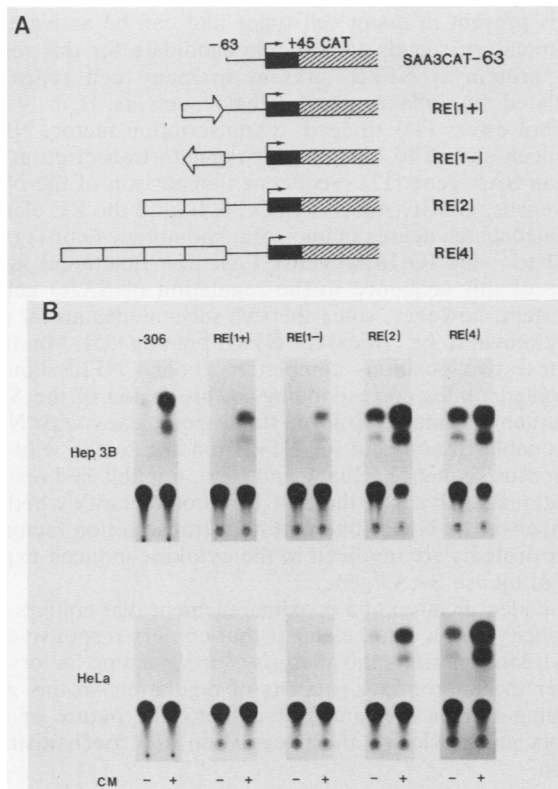 A
-63
+45 CAT
SAA3CAT-63
RE(1+)
RE(1-)
RE(2)
RE(4)
B
-306 RE(1+) RE(1-) RE(2) RE(4)
Hep 3B
HeLa
CM - + - + - + - + - +